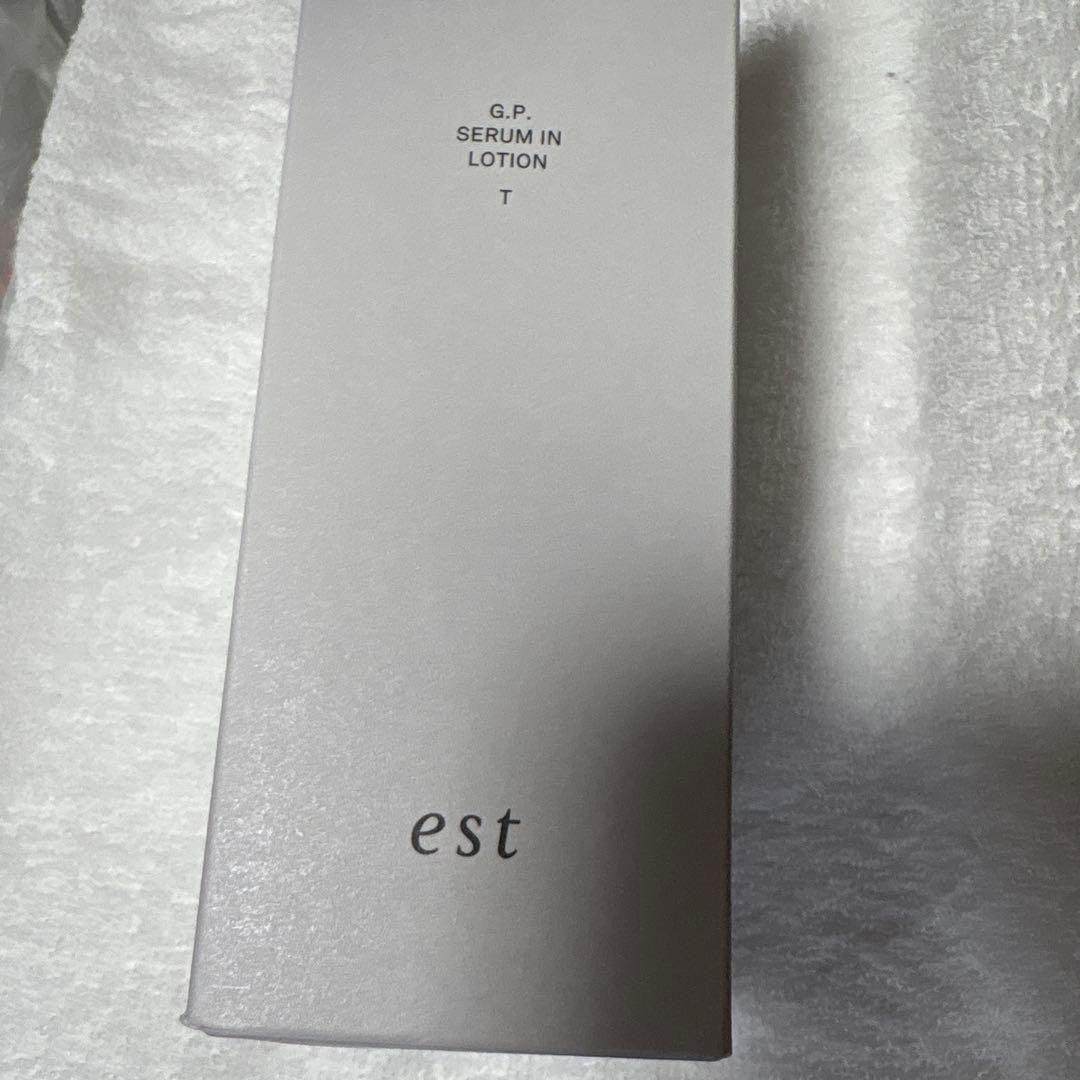 G.P.
SERUM IN
LOTION
T
est